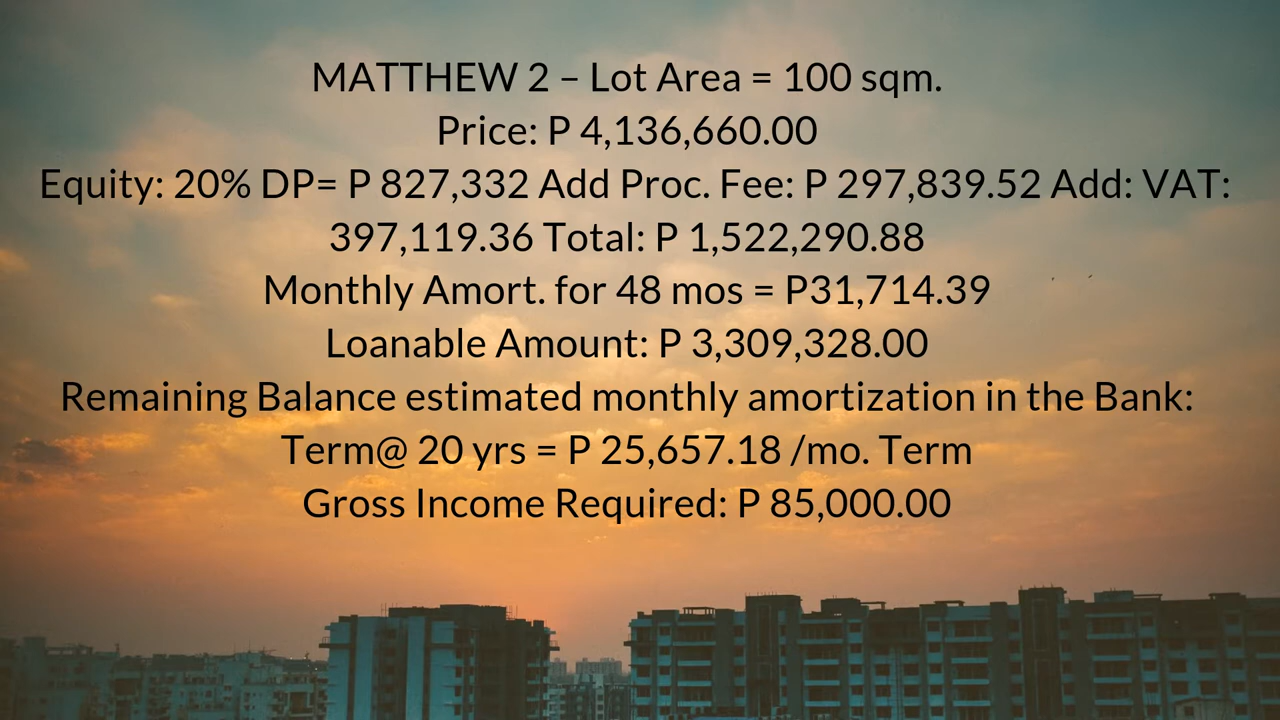 MATTHEW 2 – Lot Area = 100 sqm.
Price: P 4,136,660.00
Equity: 20% DP= P 827,332 Add Proc. Fee: P 297,839.52 Add: VAT:
397,119.36 Total: P 1,522,290.88
Monthly Amort. for 48 mos = P31,714.39
Loanable Amount: P 3,309,328.00
Remaining Balance estimated monthly amortization in the Bank:
Term@ 20 yrs = P 25,657.18 /mo. Term
Gross Income Required: P 85,000.00